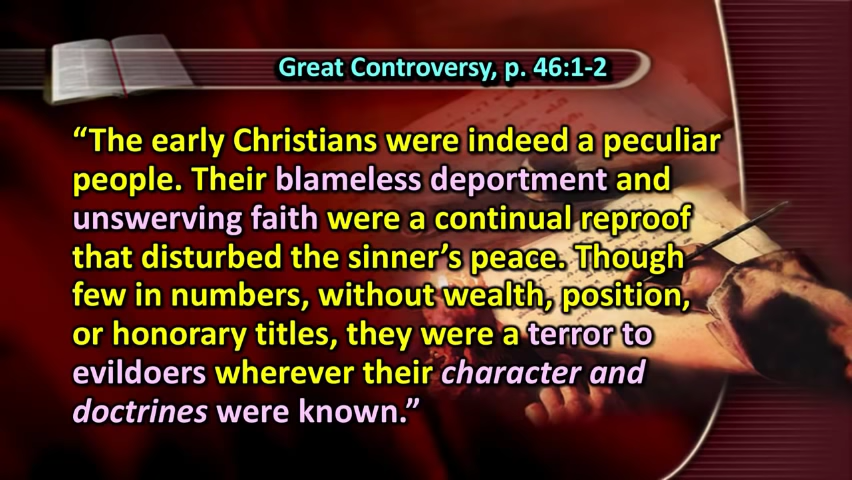 Great Controversy, p. 46:1-2
“The early Christians were indeed a peculiar
people. Their blameless deportment and
unswerving faith were a continual reproof
that disturbed the sinner’s peace. Though
few in numbers, without wealth, position,
or honorary titles, they were a terror to
evildoers wherever their character and
doctrines were known.”